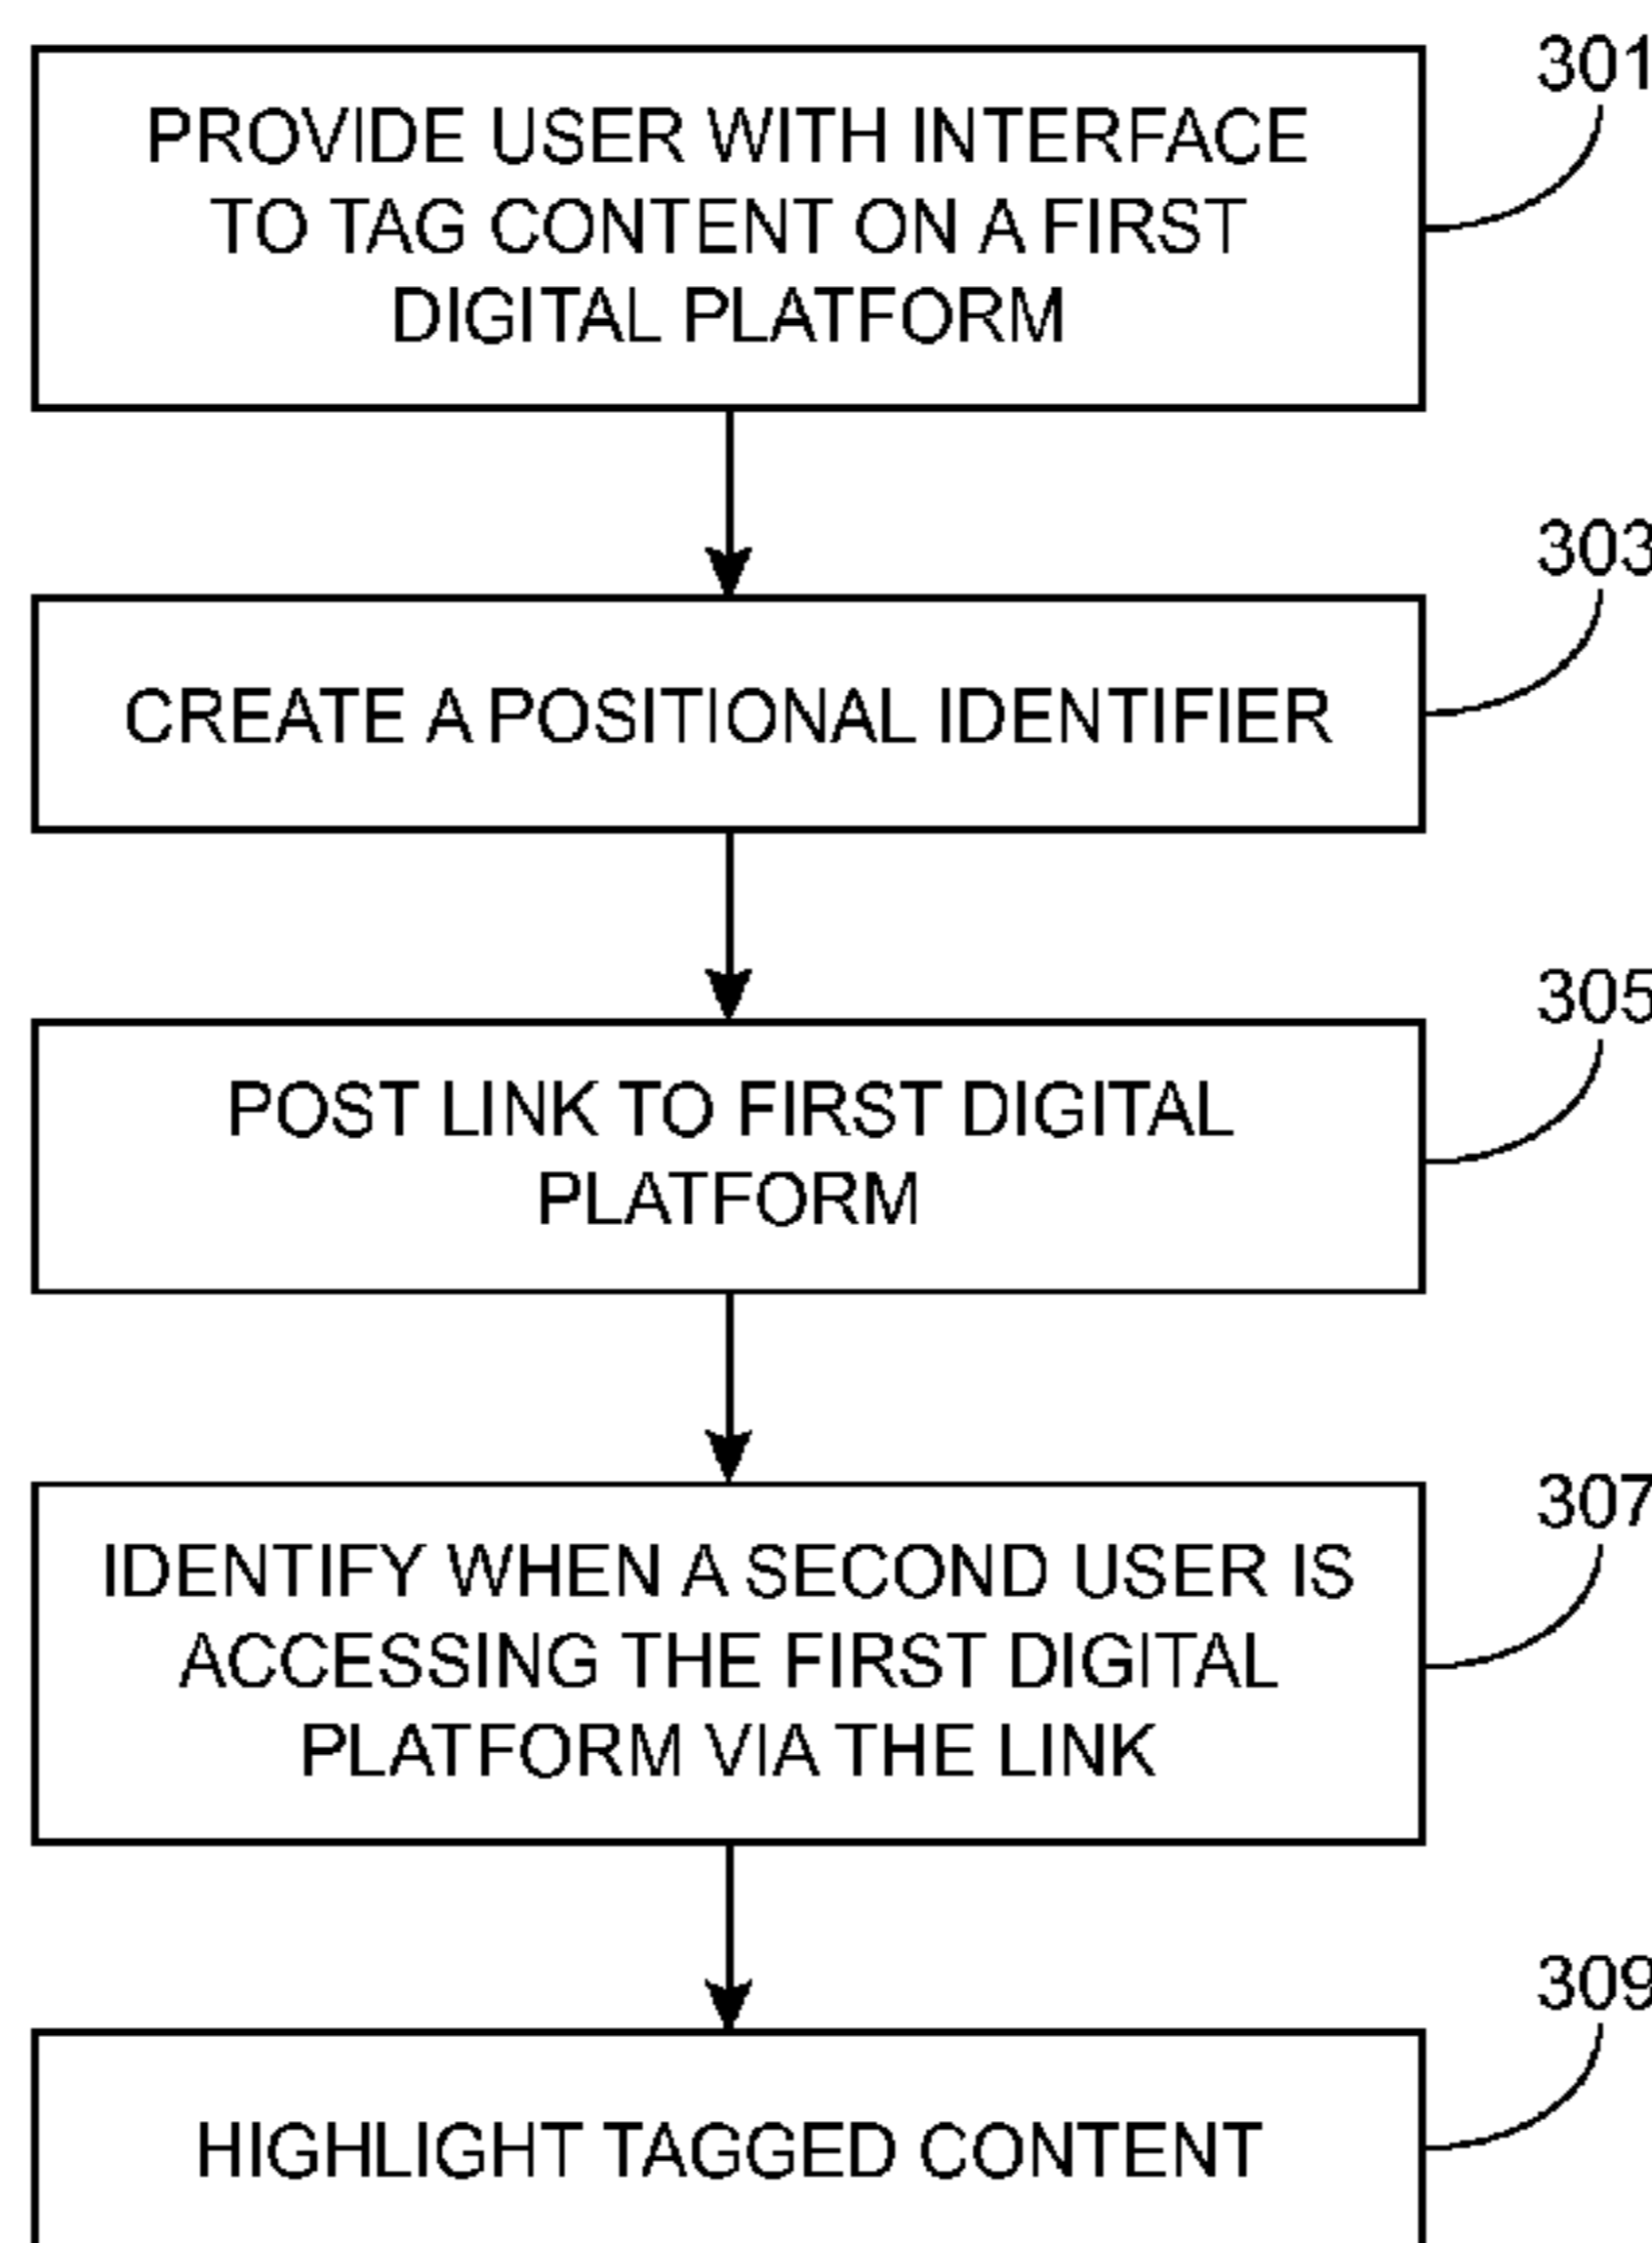 301
PROVIDE USER WITH INTERFACE
TO TAG CONTENT ON A FIRST
DIGITAL PLATFORM
303
CREATE A POSITIONAL IDENTIFIER
305
POST LINK TO FIRST DIGITAL
PLATFORM
307
IDENTIFY WHEN A SECOND USER IS
ACCESSING THE FIRST DIGITAL
PLATFORM VIA THE LINK
309
HIGHLIGHT TAGGED CONTENT